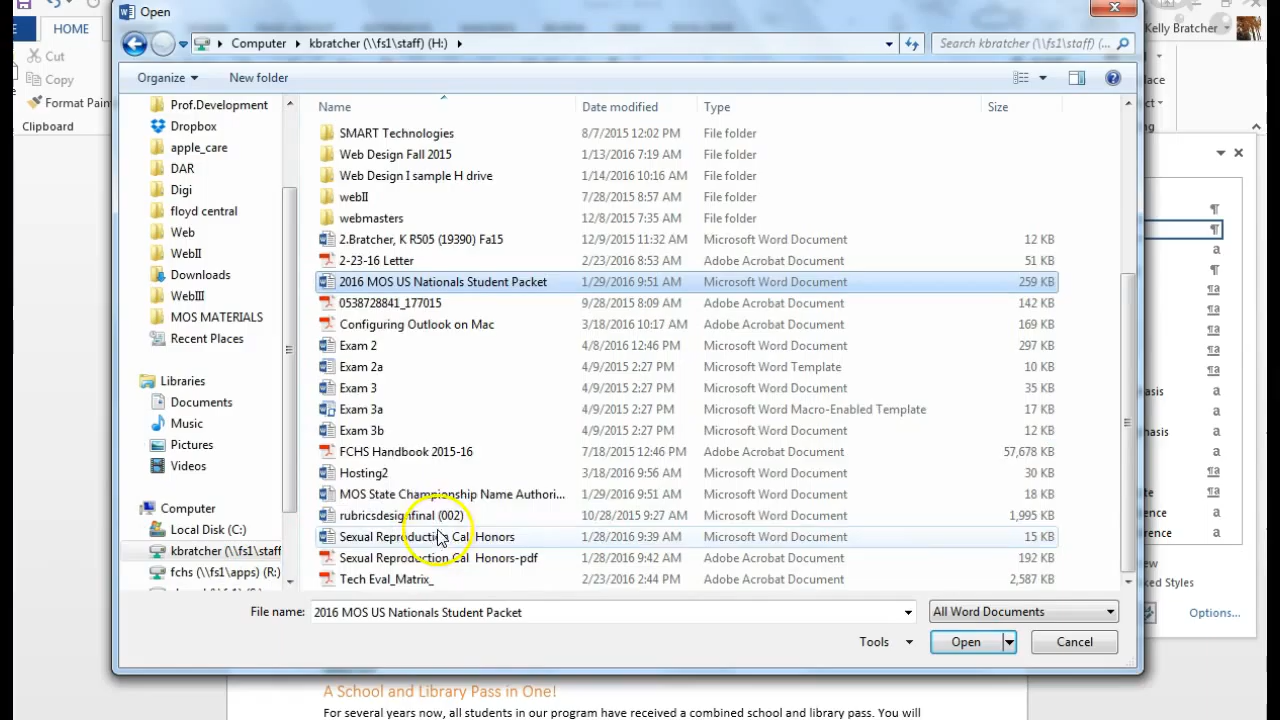 Open
HOME
Kelly Bratcher
Computer
kbratcher (\\fs1\staff) (H:)
Search kbratcher (\\fs1\staff) (H:...
Cut
Copy
Format Pain
Clipboard
Organize
New folder
Name
Date modified
Type
Size
Prof.Development
Dropbox
apple_care
DAR
Digi
floyd central
Web
WebII
Downloads
WebIII
MOS MATERIALS
Recent Places
Libraries
Documents
Music
Pictures
Videos
Computer
Local Disk (C:)
kbratcher (\\fs1\staff
fchs (\\fs1\apps) (R:)
SMART Technologies 8/7/2015 12:02 PM File folder
Web Design Fall 2015 1/13/2016 7:19 AM File folder
Web Design I sample H drive 1/14/2016 10:16 AM File folder
webII 7/28/2015 8:57 AM File folder
webmasters 12/8/2015 7:35 AM File folder
2.Bratcher, K R505 (19390) Fa15 12/9/2015 11:32 AM Microsoft Word Document 12 KB
2-23-16 Letter 2/23/2016 8:53 AM Adobe Acrobat Document 51 KB
2016 MOS US Nationals Student Packet 1/29/2016 9:51 AM Microsoft Word Document 259 KB
0538728841_177015 9/28/2015 8:09 AM Adobe Acrobat Document 142 KB
Configuring Outlook on Mac 3/18/2016 10:17 AM Adobe Acrobat Document 169 KB
Exam 2 4/8/2016 12:46 PM Microsoft Word Document 297 KB
Exam 2a 4/9/2015 2:27 PM Microsoft Word Template 10 KB
Exam 3 4/9/2015 2:27 PM Microsoft Word Document 35 KB
Exam 3a 4/9/2015 2:27 PM Microsoft Word Macro-Enabled Template 17 KB
Exam 3b 4/9/2015 2:27 PM Microsoft Word Document 12 KB
FCHS Handbook 2015-16 7/18/2015 12:46 PM Adobe Acrobat Document 57,678 KB
Hosting2 3/18/2016 9:56 AM Microsoft Word Document 30 KB
MOS State Championship Name Authori... 1/29/2016 9:51 AM Microsoft Word Document 18 KB
rubricsdesignfinal (002) 10/28/2015 9:27 AM Microsoft Word Document 1,995 KB
Sexual Reproduction Cal Honors 1/28/2016 9:39 AM Microsoft Word Document 15 KB
Sexual Reproduction Cal Honors-pdf 1/28/2016 9:42 AM Adobe Acrobat Document 192 KB
Tech Eval_Matrix_ 2/23/2016 2:44 PM Adobe Acrobat Document 2,587 KB
File name:
2016 MOS US Nationals Student Packet
All Word Documents
Tools
Open
Cancel
Options...
A School and Library Pass in One!
For several years now, all students in our program have received a combined school and library pass. You will